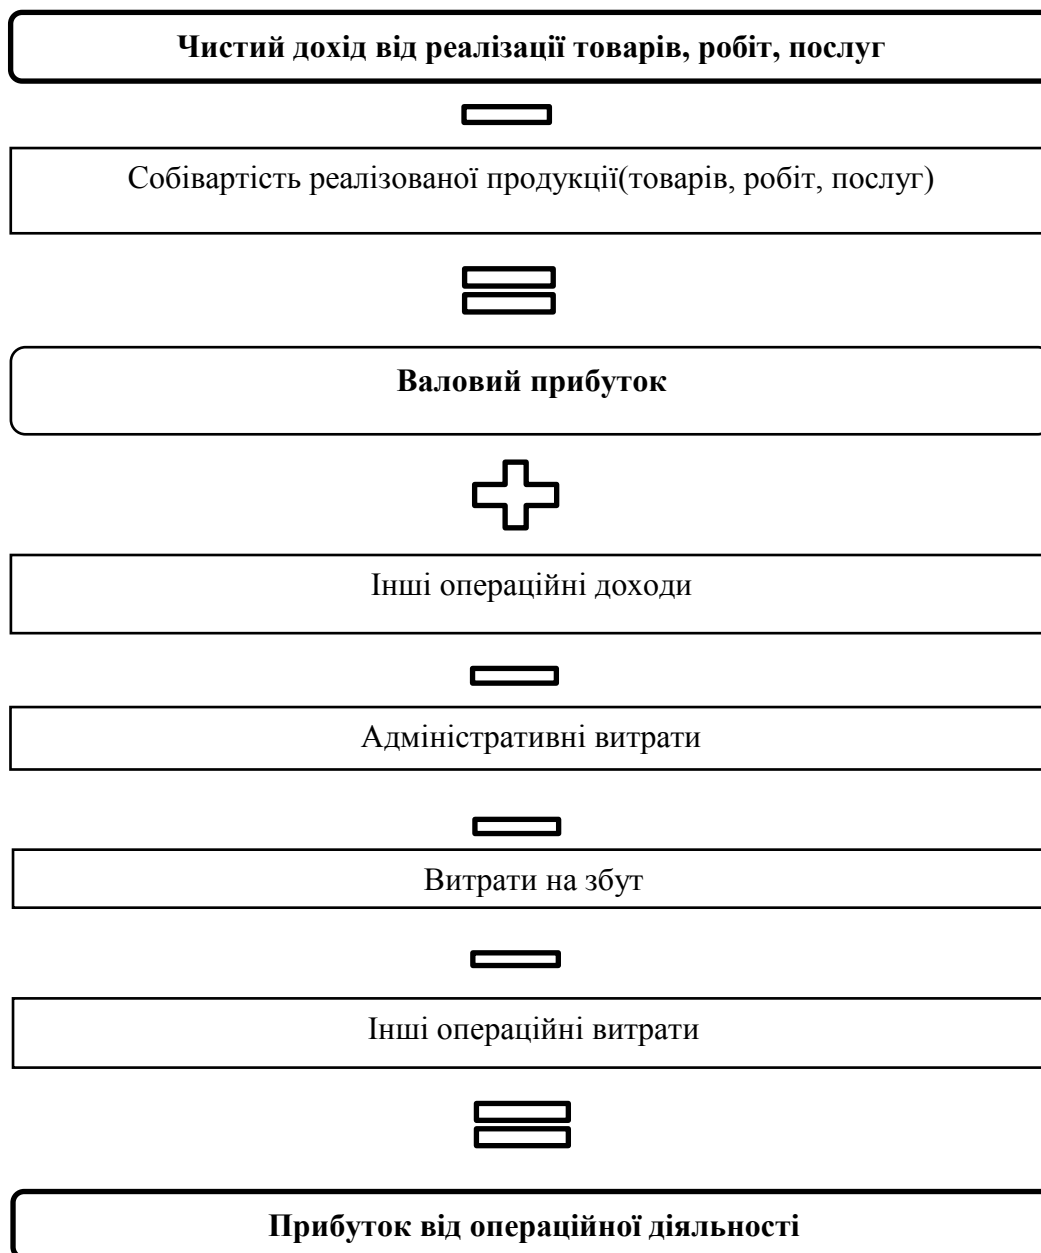 Чистий дохід від реалізації товарів, робіт, послуг
Собівартість реалізованої продукції(товарів, робіт, послуг)
Валовий прибуток
Інші операційні доходи
Адміністративні витрати
Витрати на збут
Інші операційні витрати
Прибуток від операційної діяльності